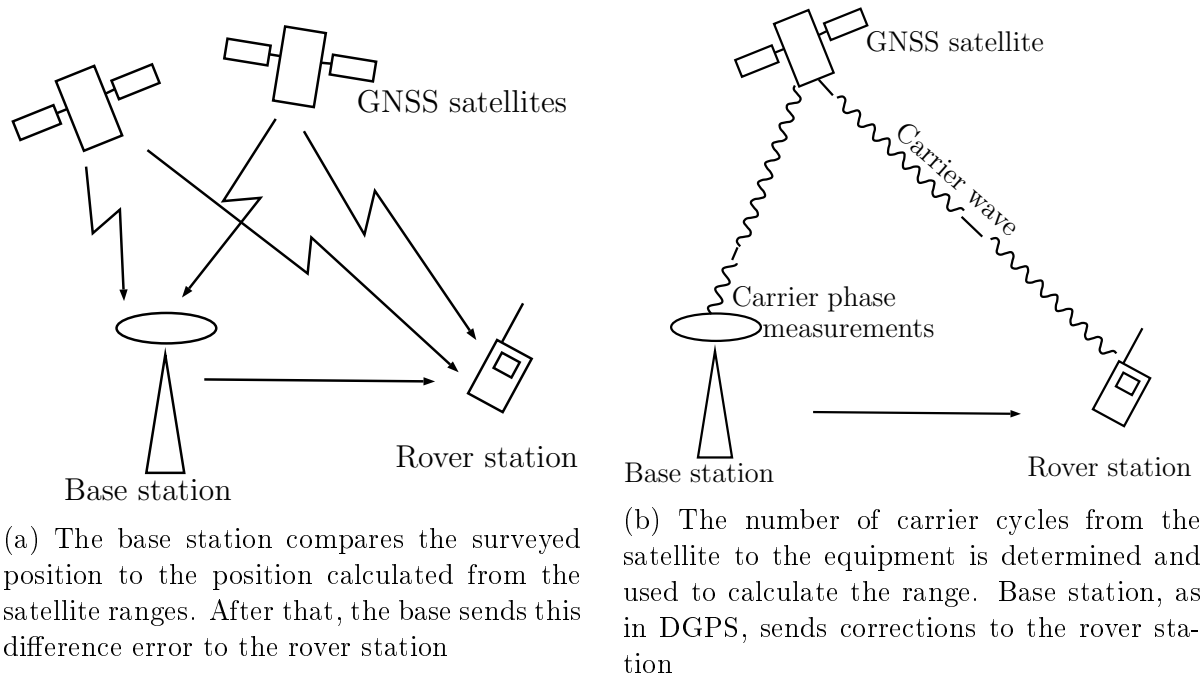 GNSS satellites
Base station
Rover station
(a) The base station compares the surveyed
position to the position calculated from the
satellite ranges. After that, the base sends this
difference error to the rover station
GNSS satellite
Carrier wave
Carrier phase
measurements
Base station
Rover station
(b) The number of carrier cycles from the
satellite to the equipment is determined and
used to calculate the range. Base station, as
in DGPS, sends corrections to the rover sta-
tion